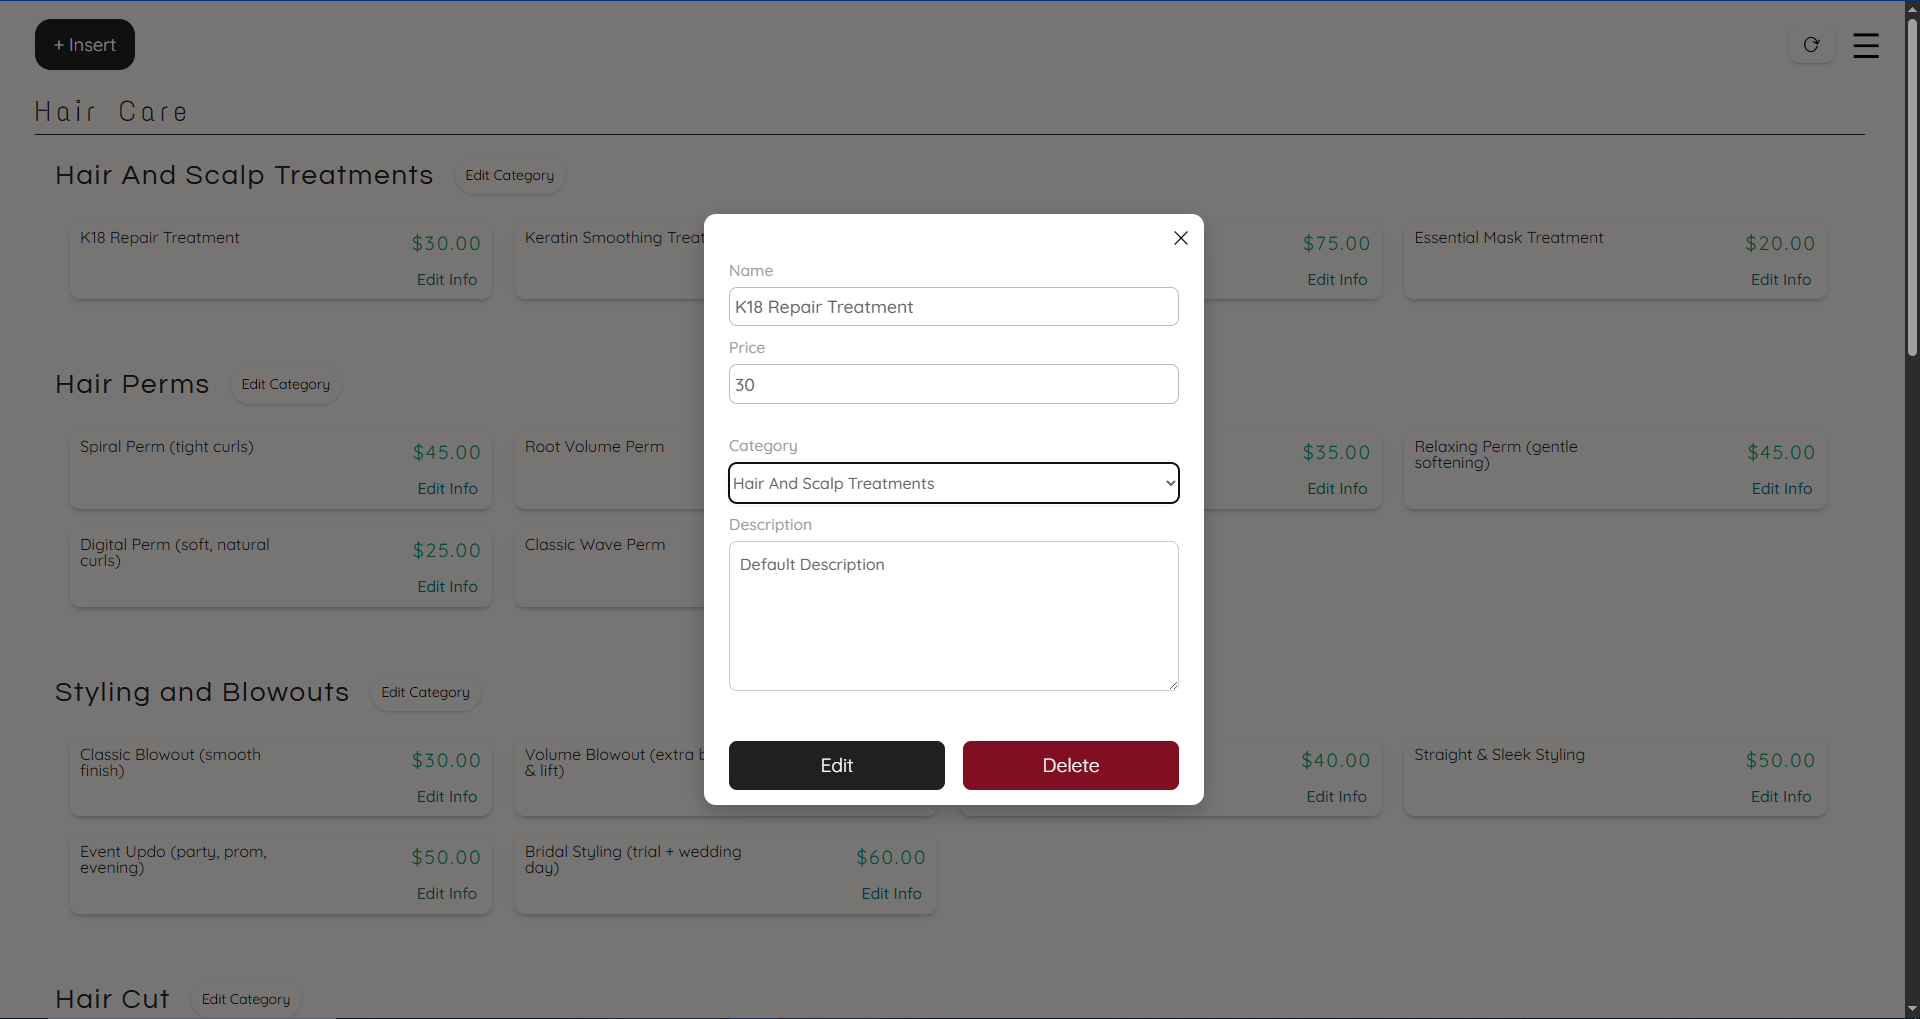 + Insert
Hair Care
Hair And Scalp Treatments
Edit Category
K18 Repair Treatment
$30.00
Edit Info
Keratin Smoothing Treat
$75.00
Edit Info
Essential Mask Treatment
$20.00
Edit Info
Hair Perms
Edit Category
Spiral Perm (tight curls)
$45.00
Edit Info
Root Volume Perm
$35.00
Edit Info
Relaxing Perm (gentle
softening)
$45.00
Edit Info
Digital Perm (soft, natural
curls)
$25.00
Edit Info
Classic Wave Perm
Styling and Blowouts
Edit Category
Classic Blowout (smooth
finish)
$30.00
Edit Info
Volume Blowout (extra b
& lift)
$40.00
Edit Info
Straight & Sleek Styling
$50.00
Edit Info
Event Updo (party, prom,
evening)
$50.00
Edit Info
Bridal Styling (trial + wedding
day)
$60.00
Edit Info
Hair Cut
Edit Category
Name
K18 Repair Treatment
Price
30
Category
Hair And Scalp Treatments
Description
Default Description
Edit
Delete